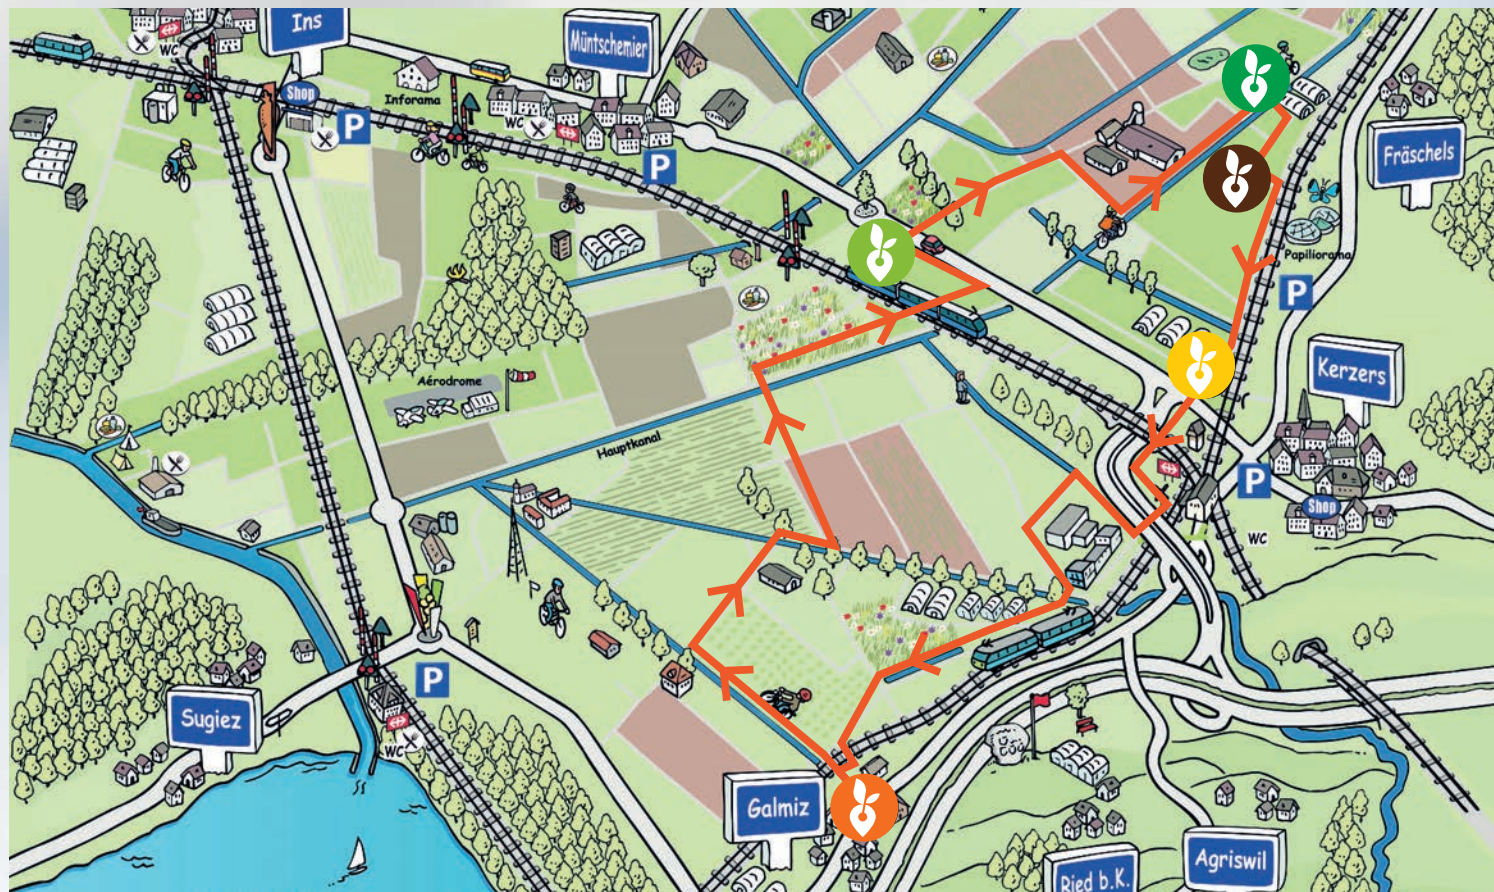 Ins
Müntschemier
WC
Shop
Inforama
P
WC
P
Fräschels
Papiliorama
P
Kerzers
Aérodrome
Hauptkanal
P
Shop
WC
Sugiez
P
WC
Galmiz
Agriswil
Ried b.K.